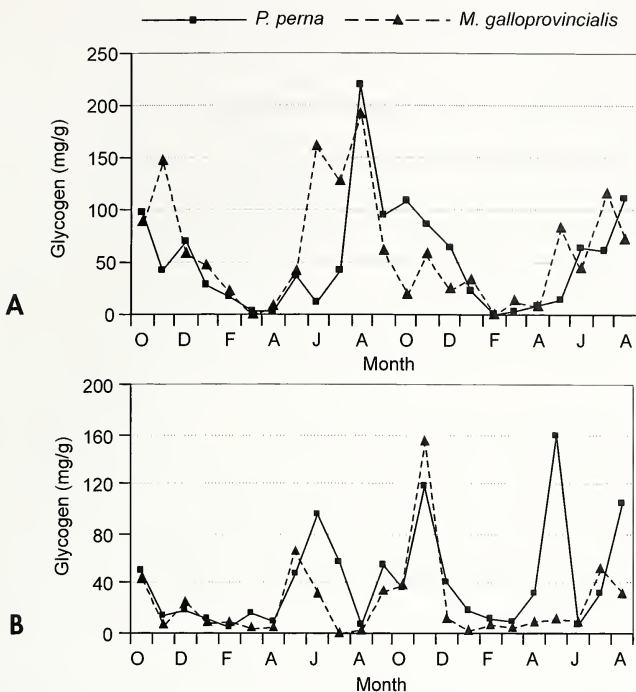 P. perna M. galloprovincialis
250
200
150
100
50
0
Glycogen (mg/g)
A
O D F A J A O D F A J A
Month
200
160
120
80
40
0
Glycogen (mg/g)
B
O D F A J A O D F A J A
Month